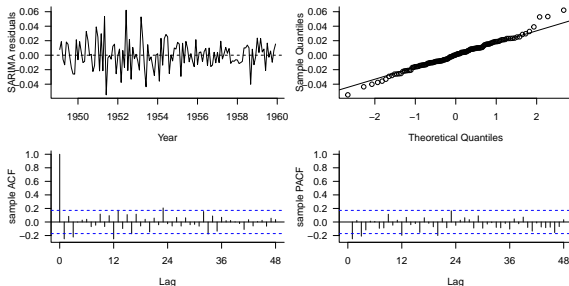 SARIMA residuals
0.06
0.04
0.02
0.00
−0.02
−0.04
1950 1952 1954 1956 1958 1960
Year
Sample Quantiles
0.06
0.04
0.02
0.00
−0.02
−0.04
−2 −1 0 1 2
Theoretical Quantiles
sample ACF
1.0
0.8
0.6
0.4
0.2
0.0
−0.2
0 12 24 36 48
Lag
sample PACF
1.0
0.8
0.6
0.4
0.2
0.0
−0.2
0 12 24 36 48
Lag